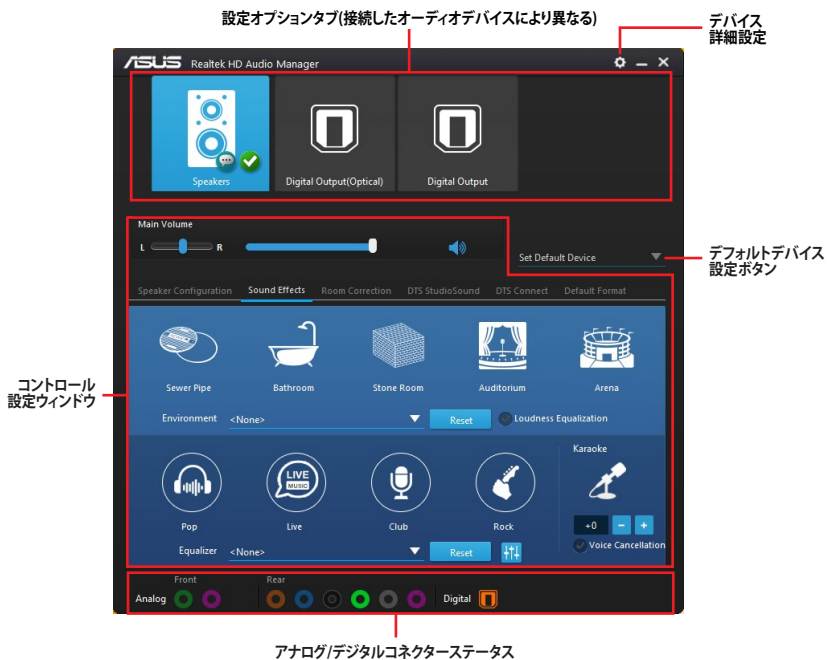 設定オプションタブ(接続したオーディオデバイスにより異なる)
デバイス
詳細設定
ASUS Realtek HD Audio Manager
Speakers
Digital Output(Optical)
Digital Output
Main Volume
L R
Set Default Device
デフォルトデバイス
設定ボタン
Speaker Configuration Sound Effects Room Correction DTS StudioSound DTS Connect Default Format
コントロール
設定ウィンドウ
Sewer Pipe Bathroom Stone Room Auditorium Arena
Environment <None> Reset Loudness Equalization
Karaoke
LIVE
MUSIC
Pop Live Club Rock
+0 - +
Equalizer <None> Reset Voice Cancellation
Front Rear
Analog Digital
アナログ/デジタルコネクターステータス